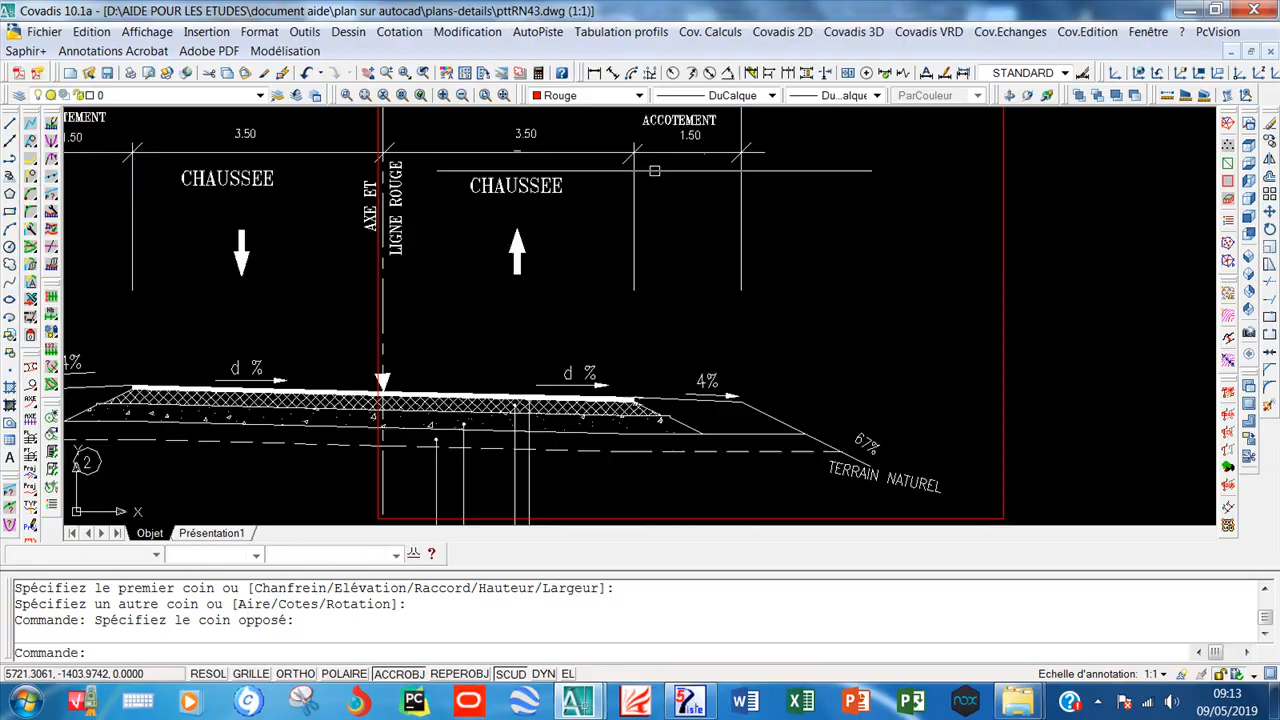 Covadis 10.1a - [D:\AIDE POUR LES ETUDES\document aide\plan sur autocad\plans-details\pttRN43.dwg (1:1)]
Fichier Edition Affichage Insertion Format Outils Dessin Cotation Modification AutoPiste Tabulation profils Cov. Calculs Covadis 2D Covadis 3D Covadis VRD Cov.Echanges Cov.Edition Fenêtre ? PcVision
Saphir+ Annotations Acrobat Adobe PDF Modélisation
STANDARD
0 Rouge DuCalque Du...alque ParCouleur
TEMENT
1.50 3.50 3.50
ACCOTEMENT
1.50
CHAUSSEE
CHAUSSEE
AXE ET
LIGNE ROUGE
4% d % d % 4%
67%
TERRAIN NATUREL
2
Y
X
Objet Présentation1
Spécifiez le premier coin ou [Chanfrein/Elévation/Raccord/Hauteur/Largeur]:
Spécifiez un autre coin ou [Aire/Cotes/Rotation]:
Commande: Spécifiez le coin opposé:
Commande:
5721.3061, -1403.9742, 0.0000 RESOL GRILLE ORTHO POLAIRE ACCROBJ REPEROBJ SCUD DYN EL Echelle d'annotation: 1:1
09:13
09/05/2019